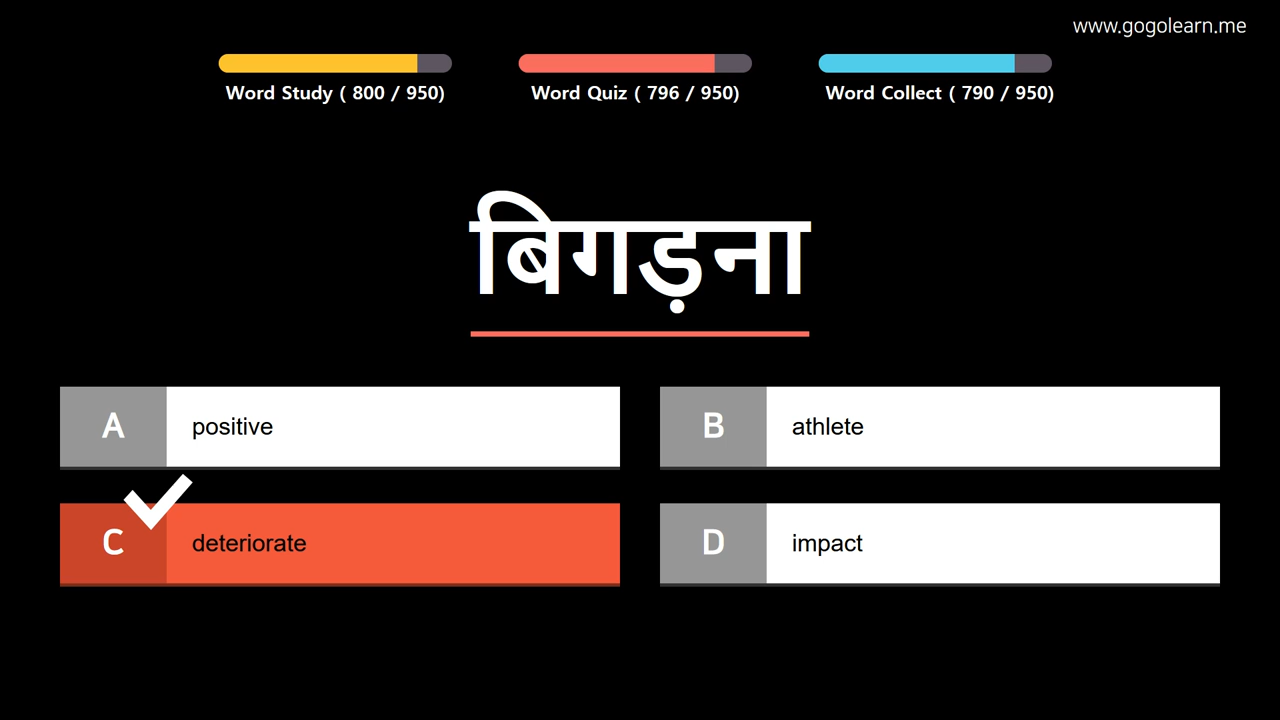 www.gogolearn.me
Word Study ( 800 / 950)
Word Quiz ( 796 / 950)
Word Collect ( 790 / 950)
बिगड़ना
A positive
B athlete
C deteriorate
D impact